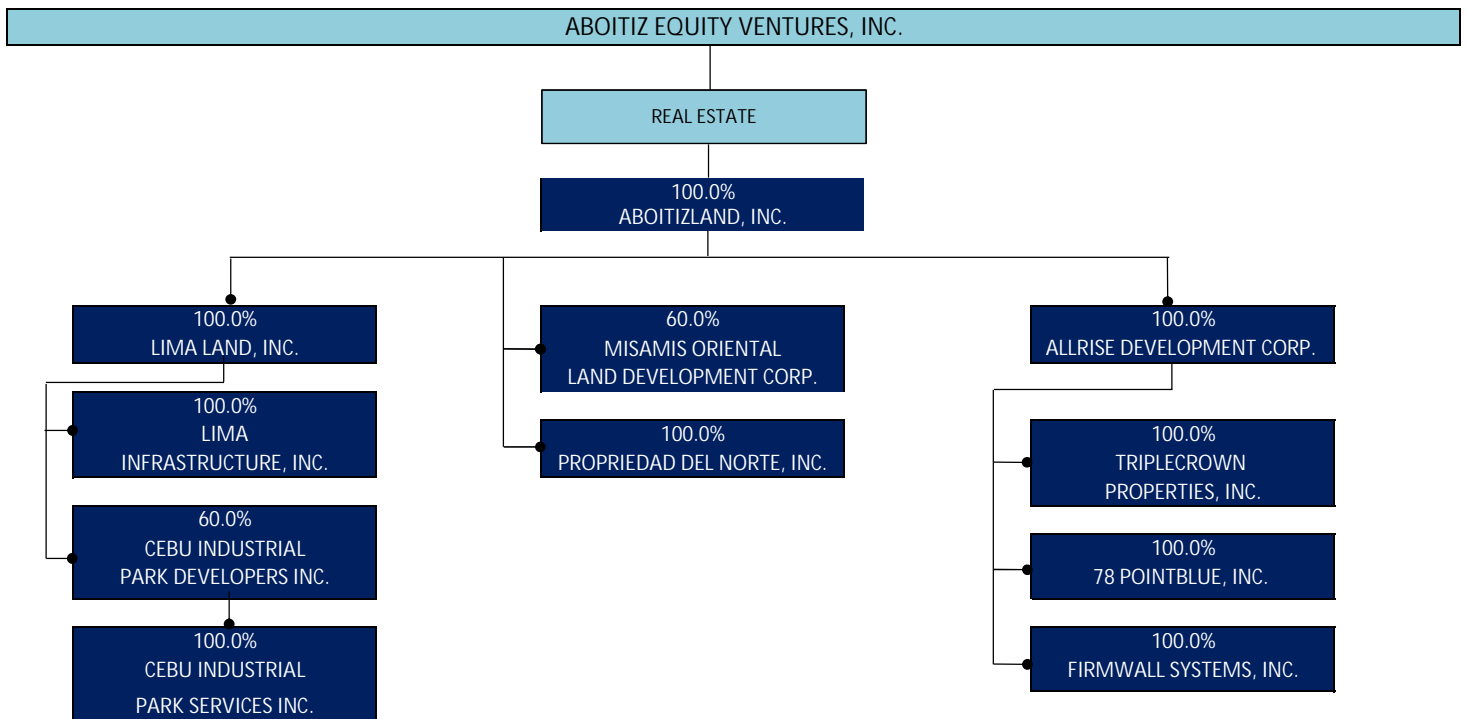 ABOITIZ EQUITY VENTURES, INC.
REAL ESTATE
100.0%
ABOITIZLAND, INC.
100.0%
LIMA LAND, INC.
100.0%
LIMA
INFRASTRUCTURE, INC.
60.0%
CEBU INDUSTRIAL
PARK DEVELOPERS INC.
100.0%
CEBU INDUSTRIAL
PARK SERVICES INC.
60.0%
MISAMIS ORIENTAL
LAND DEVELOPMENT CORP.
100.0%
PROPRIEDAD DEL NORTE, INC.
100.0%
ALLRISE DEVELOPMENT CORP.
100.0%
TRIPLECROWN
PROPERTIES, INC.
100.0%
78 POINTBLUE, INC.
100.0%
FIRMWALL SYSTEMS, INC.